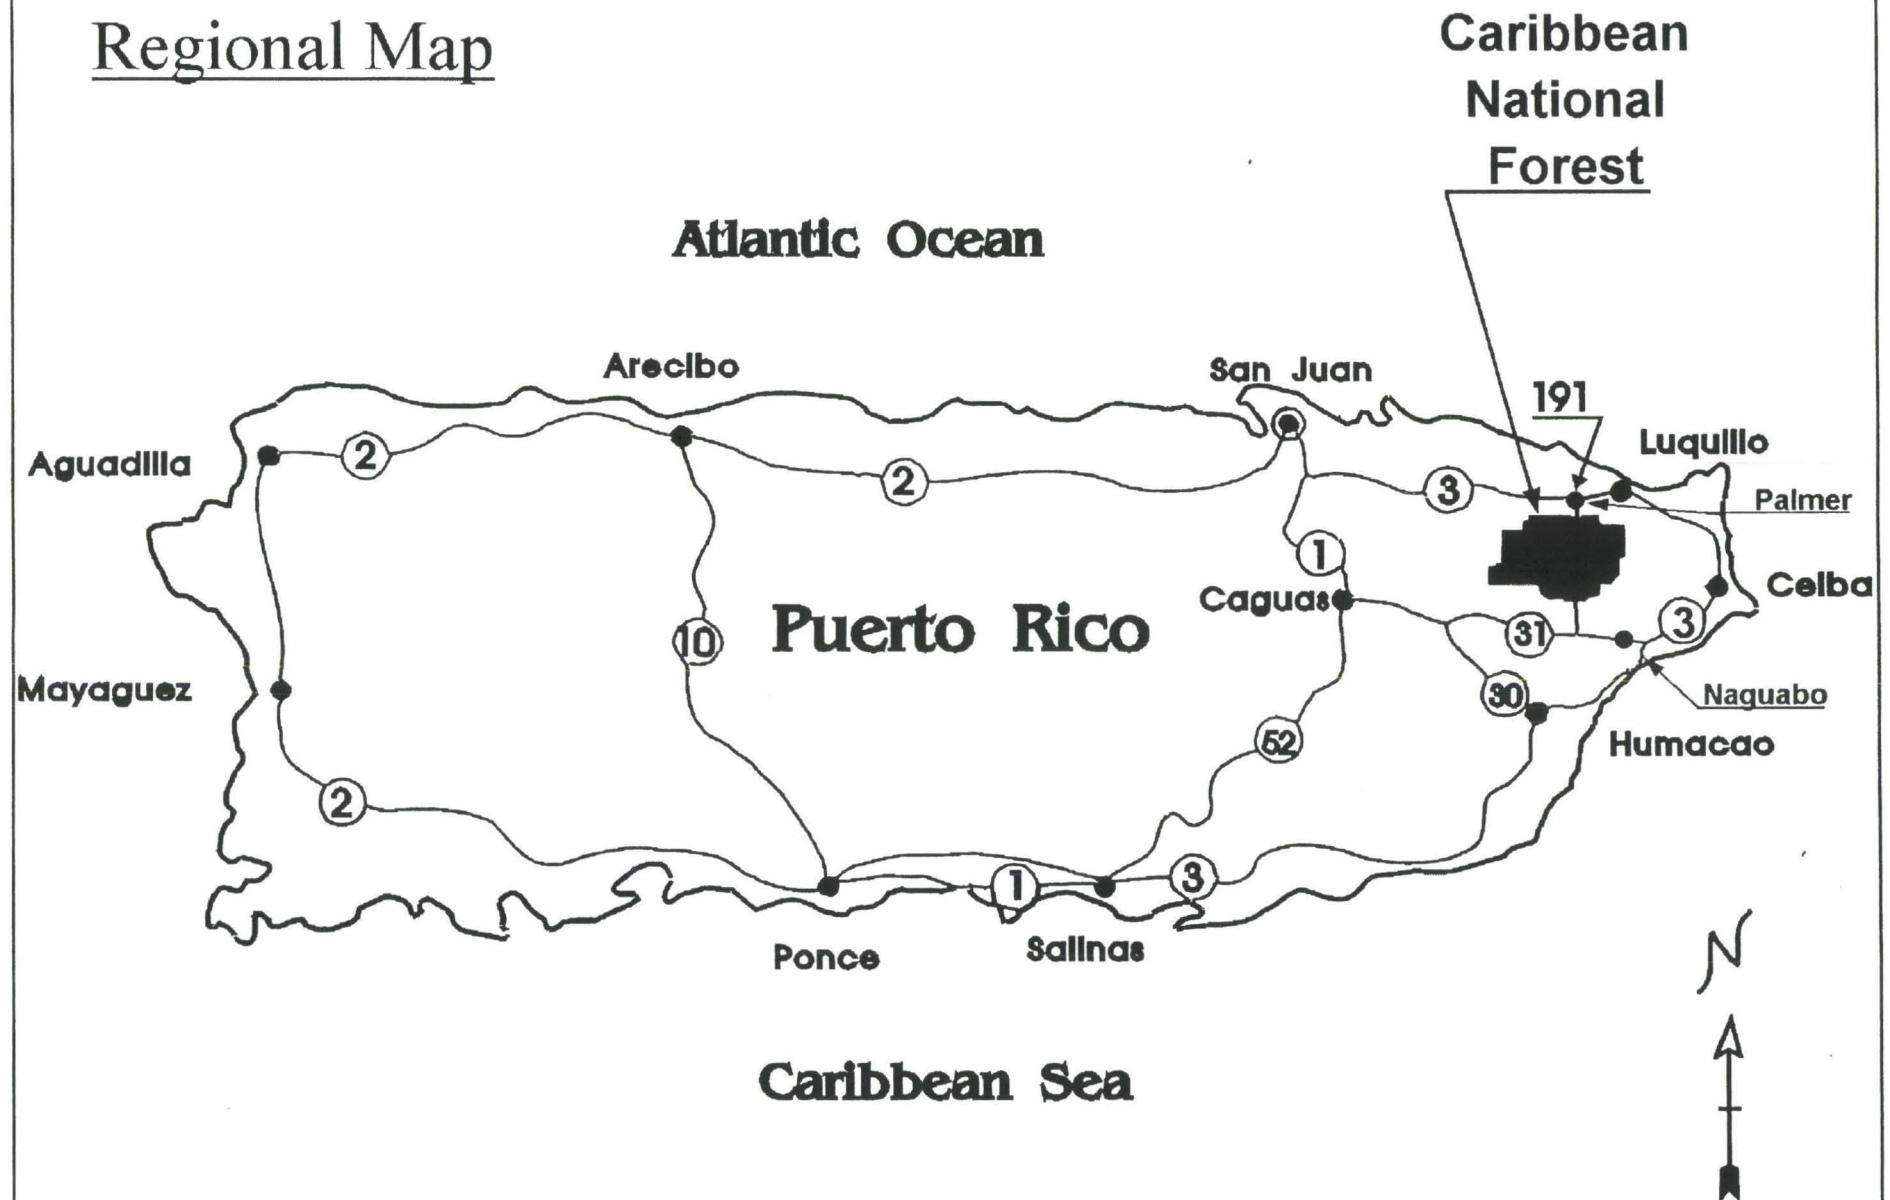 Regional Map
Caribbean
National
Forest
Atlantic Ocean
Arecibo
San Juan
191
Luquillo
Aguadilla
2
2
3
Palmer
1
Caguas
Ceiba
10
Puerto Rico
31
3
Mayaguez
30
Naguabo
52
Humacao
2
1
3
Ponce
Salinas
N
Caribbean Sea